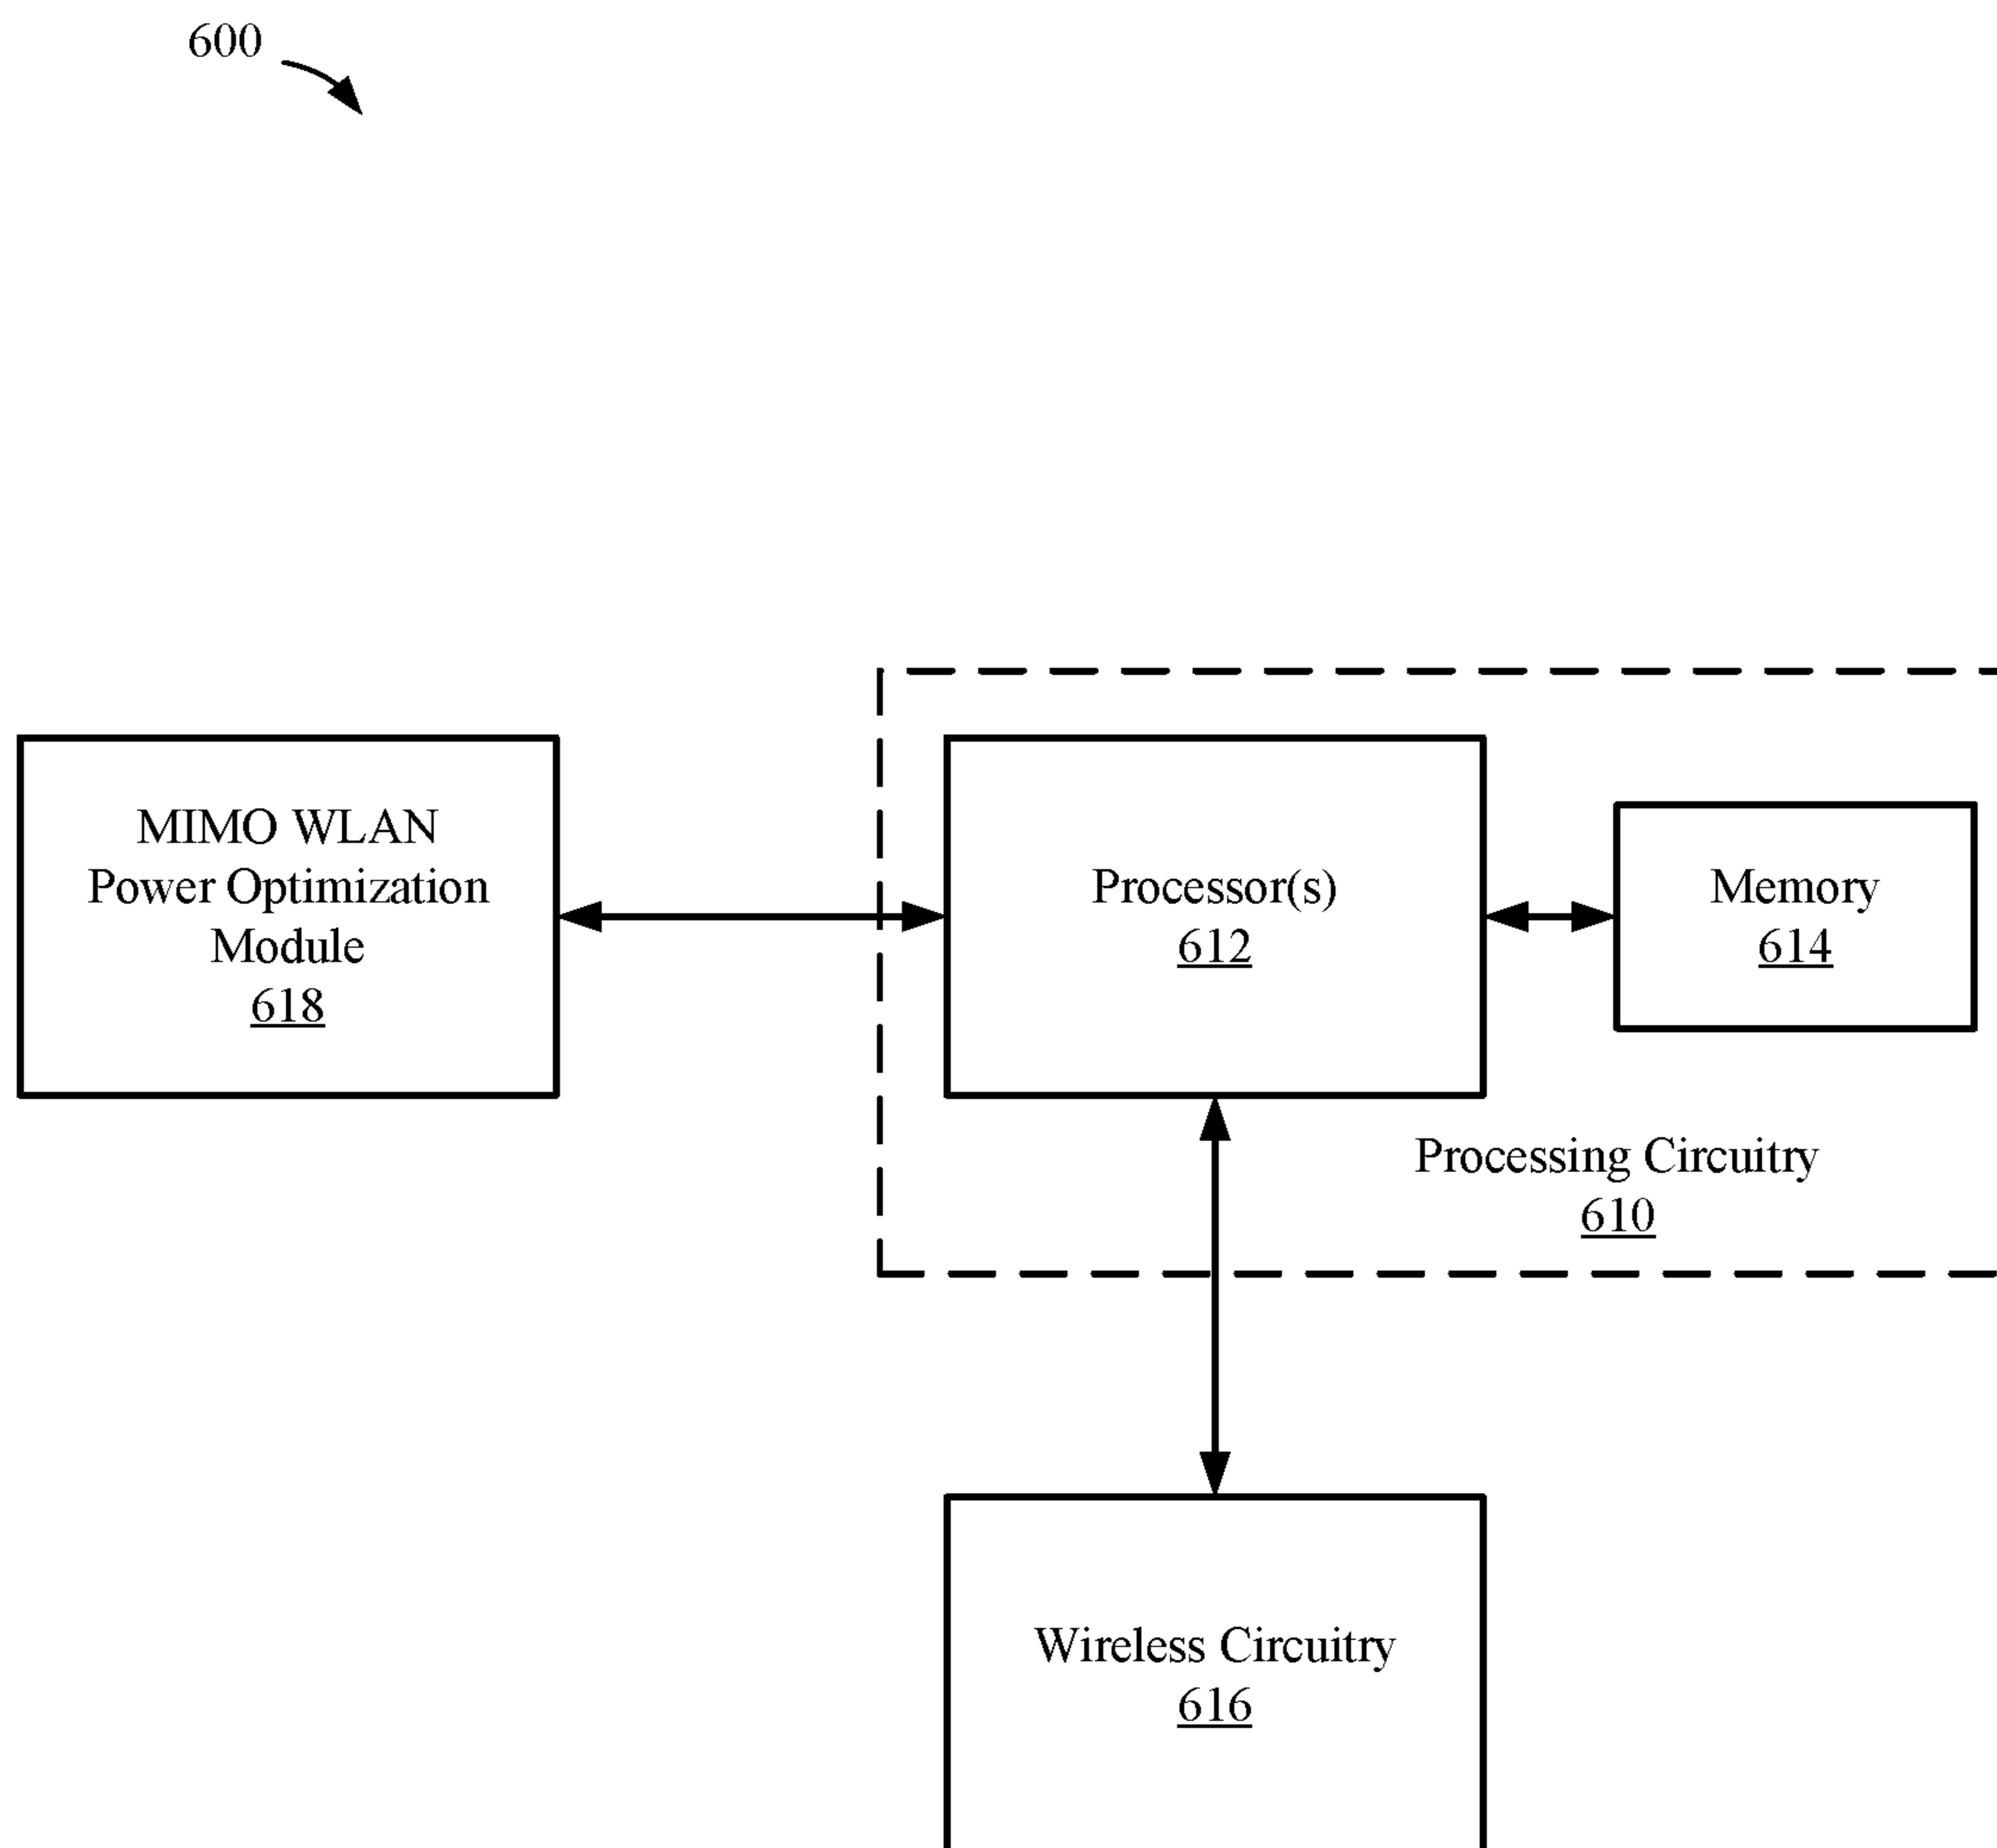 600
MIMO WLAN
Power Optimization
Module
618
Processor(s)
612
Memory
614
Processing Circuitry
610
Wireless Circuitry
616